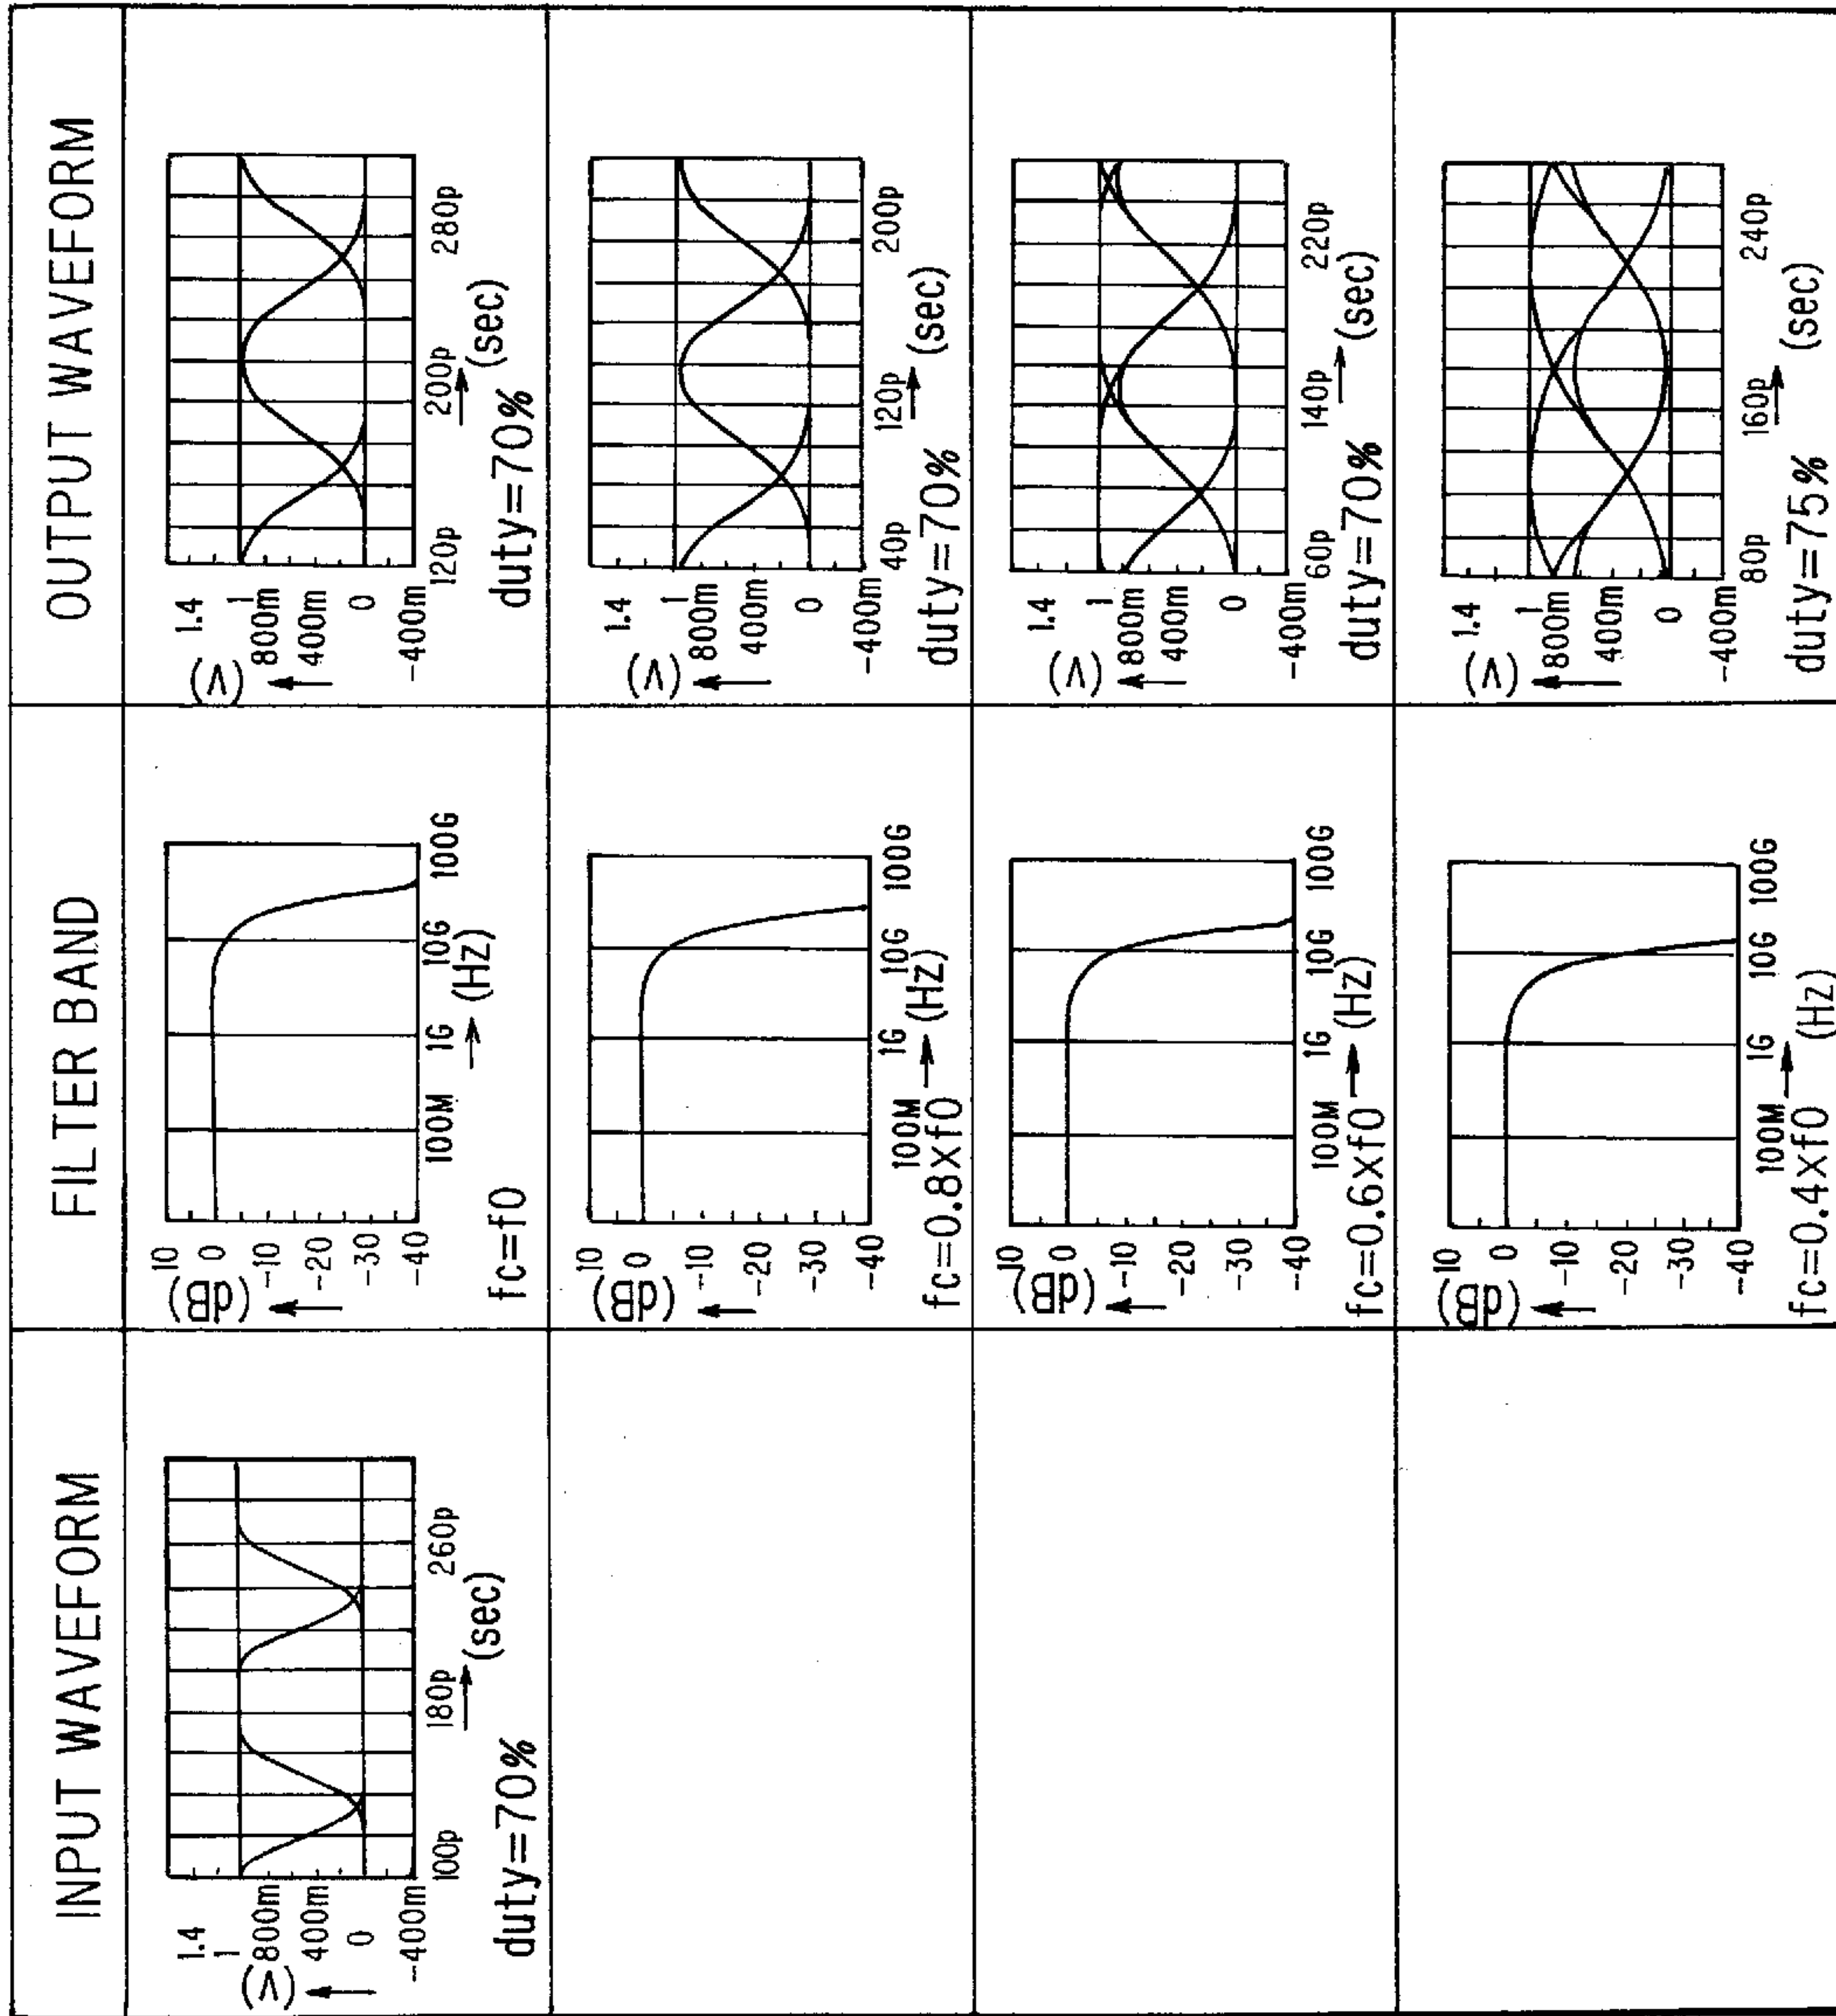 INPUT WAVEFORM
FILTER BAND
OUTPUT WAVEFORM
(V)
1.4
1
800m
400m
0
-400m
100p
180p
260p
(sec)
duty=70%
(dB)
10
0
-10
-20
-30
-40
100M
1G
10G
100G
(Hz)
fc=f0
(V)
1.4
1
800m
400m
0
-400m
120p
200p
280p
(sec)
duty=70%
(dB)
10
0
-10
-20
-30
-40
100M
1G
10G
100G
fc=0.8xf0
(Hz)
(V)
1.4
1
800m
400m
0
-400m
40p
120p
200p
(sec)
duty=70%
(dB)
10
0
-10
-20
-30
-40
100M
1G
10G
100G
fc=0.6xf0
(Hz)
(V)
1.4
1
800m
400m
0
-400m
60p
140p
220p
(sec)
duty=70%
(dB)
10
0
-10
-20
-30
-40
100M
1G
10G
100G
fc=0.4xf0
(Hz)
(V)
1.4
1
800m
400m
0
-400m
80p
160p
240p
(sec)
duty=75%